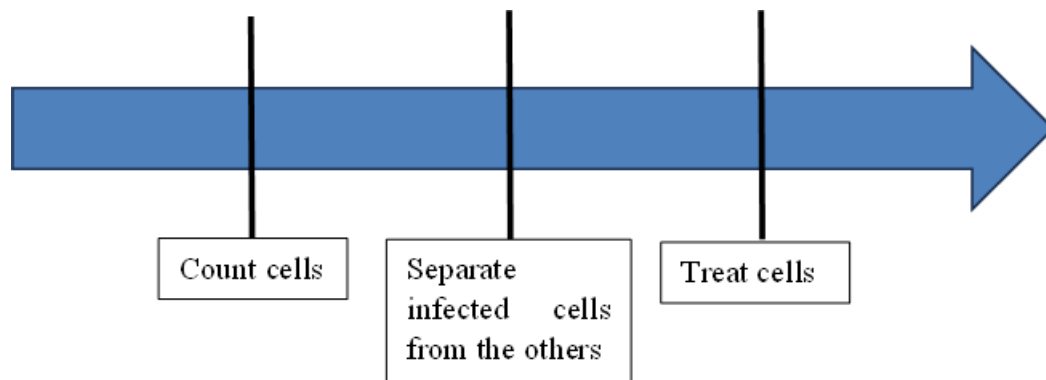 Count cells
Separate
infected cells
from the others
Treat cells